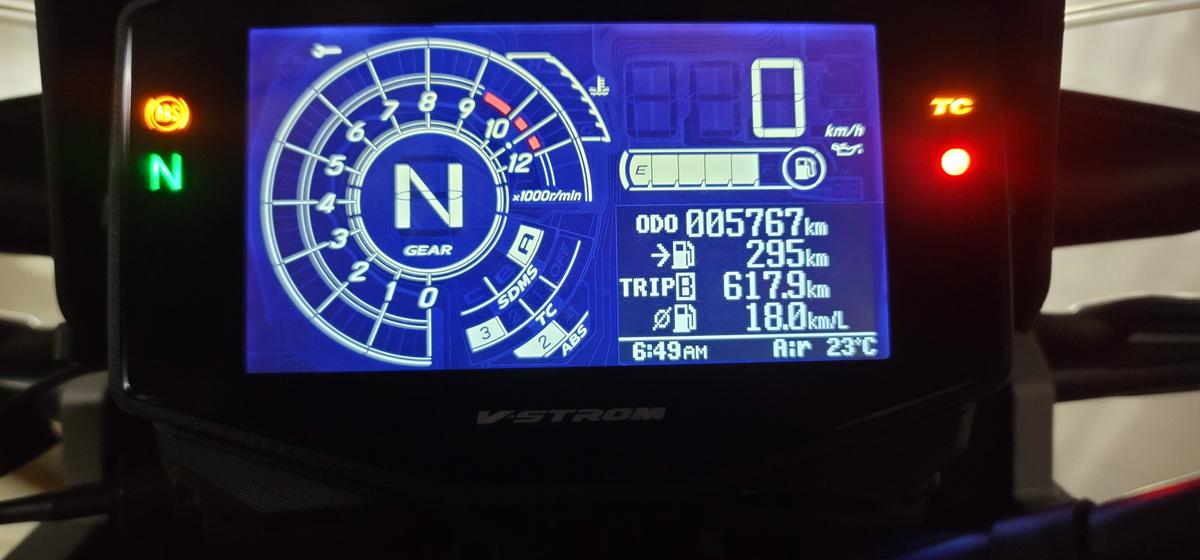 ABS
N
TC
0
km/h
E
0
1
2
3
4
5
6
7
8
9
10
12
x1000r/min
N
GEAR
A
SDMS
3
TC
2
ABS
ODO 005767km
295km
TRIP B 617.9km
18.0km/L
6:49AM Air 23°C
V-STROM